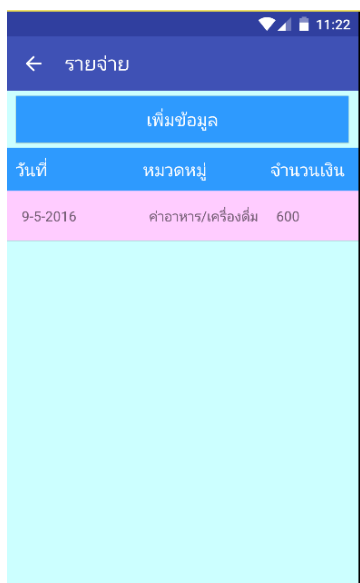 11:22
รายจ่าย
เพิ่มข้อมูล
วันที่ หมวดหมู่ จำนวนเงิน
9-5-2016 ค่าอาหาร/เครื่องดื่ม 600